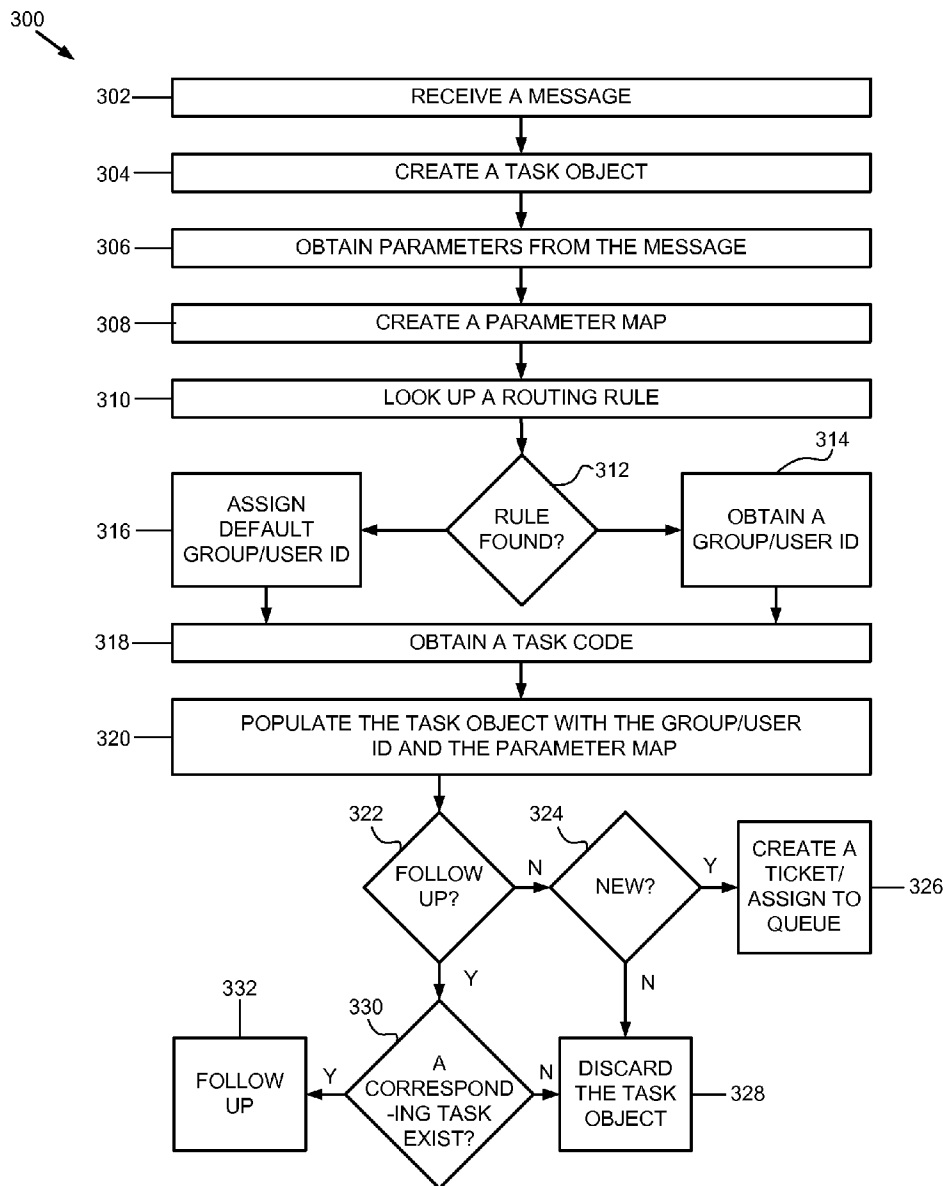 300
302
RECEIVE A MESSAGE
304
CREATE A TASK OBJECT
306
OBTAIN PARAMETERS FROM THE MESSAGE
308
CREATE A PARAMETER MAP
310
LOOK UP A ROUTING RULE
312
314
316
ASSIGN
DEFAULT
GROUP/USER ID
RULE
FOUND?
OBTAIN A
GROUP/USER ID
318
OBTAIN A TASK CODE
320
POPULATE THE TASK OBJECT WITH THE GROUP/USER
ID AND THE PARAMETER MAP
322
FOLLOW
UP?
N
324
NEW?
Y
CREATE A
TICKET/
ASSIGN TO
QUEUE
326
Y
N
332
FOLLOW
UP
Y
330
A
CORRESPOND
-ING TASK
EXIST?
N
DISCARD
THE TASK
OBJECT
328